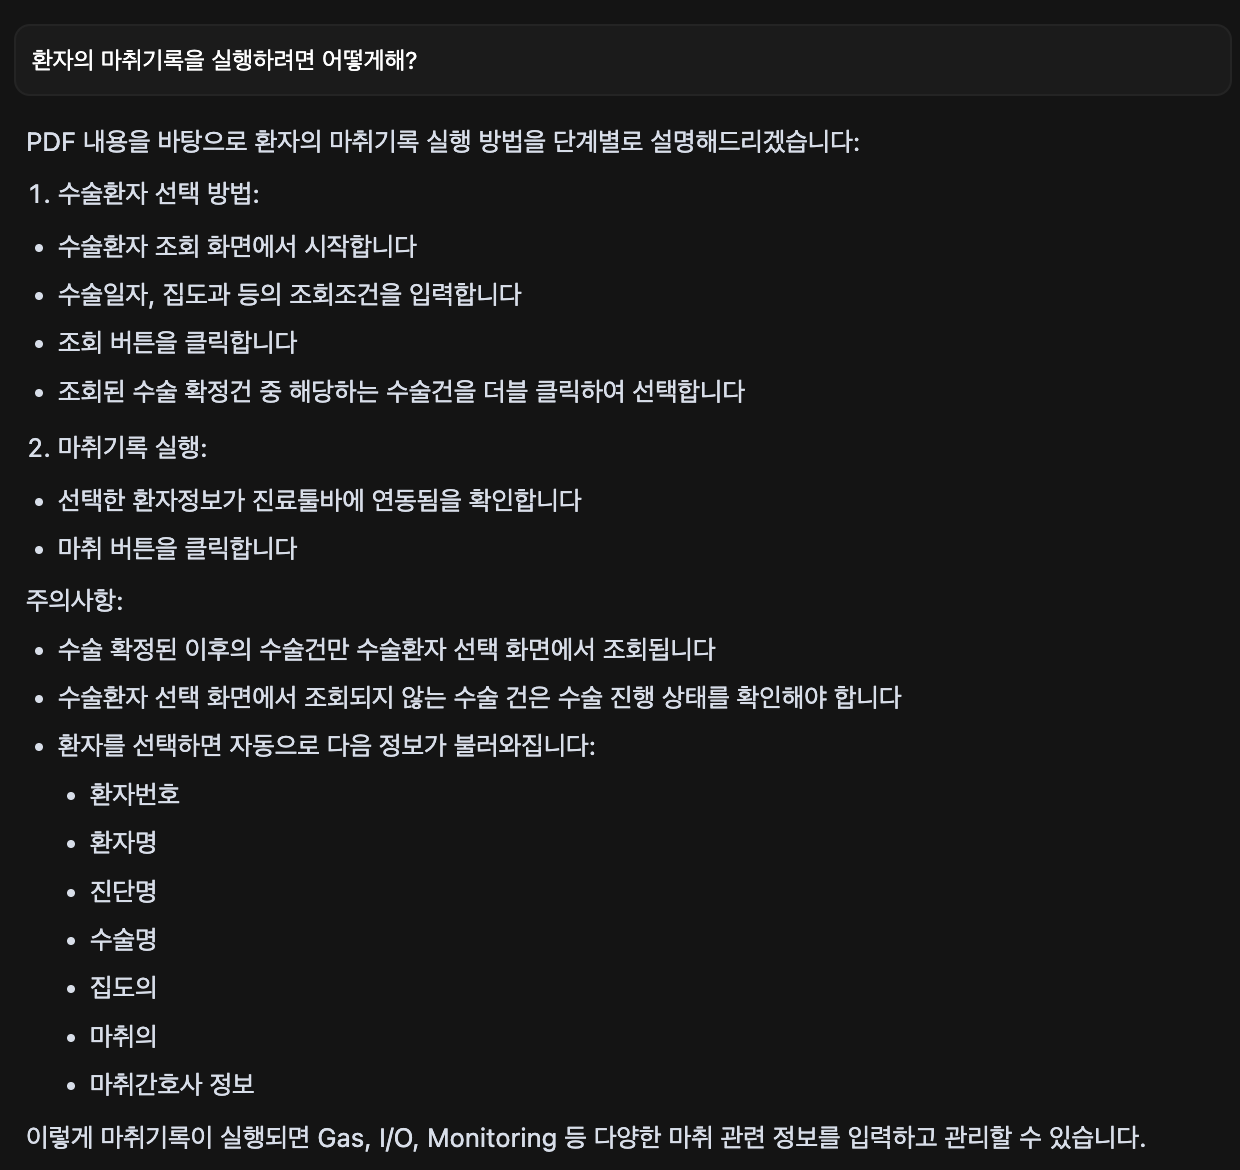 환자의 마취기록을 실행하려면 어떻게해?
PDF 내용을 바탕으로 환자의 마취기록 실행 방법을 단계별로 설명해드리겠습니다:
1. 수술환자 선택 방법:
• 수술환자 조회 화면에서 시작합니다
• 수술일자, 집도과 등의 조회조건을 입력합니다
• 조회 버튼을 클릭합니다
• 조회된 수술 확정건 중 해당하는 수술건을 더블 클릭하여 선택합니다
2. 마취기록 실행:
• 선택한 환자정보가 진료툴바에 연동됨을 확인합니다
• 마취 버튼을 클릭합니다
주의사항:
• 수술 확정된 이후의 수술건만 수술환자 선택 화면에서 조회됩니다
• 수술환자 선택 화면에서 조회되지 않는 수술 건은 수술 진행 상태를 확인해야 합니다
• 환자를 선택하면 자동으로 다음 정보가 불러와집니다:
• 환자번호
• 환자명
• 진단명
• 수술명
• 집도의
• 마취의
• 마취간호사 정보
이렇게 마취기록이 실행되면 Gas, I/O, Monitoring 등 다양한 마취 관련 정보를 입력하고 관리할 수 있습니다.